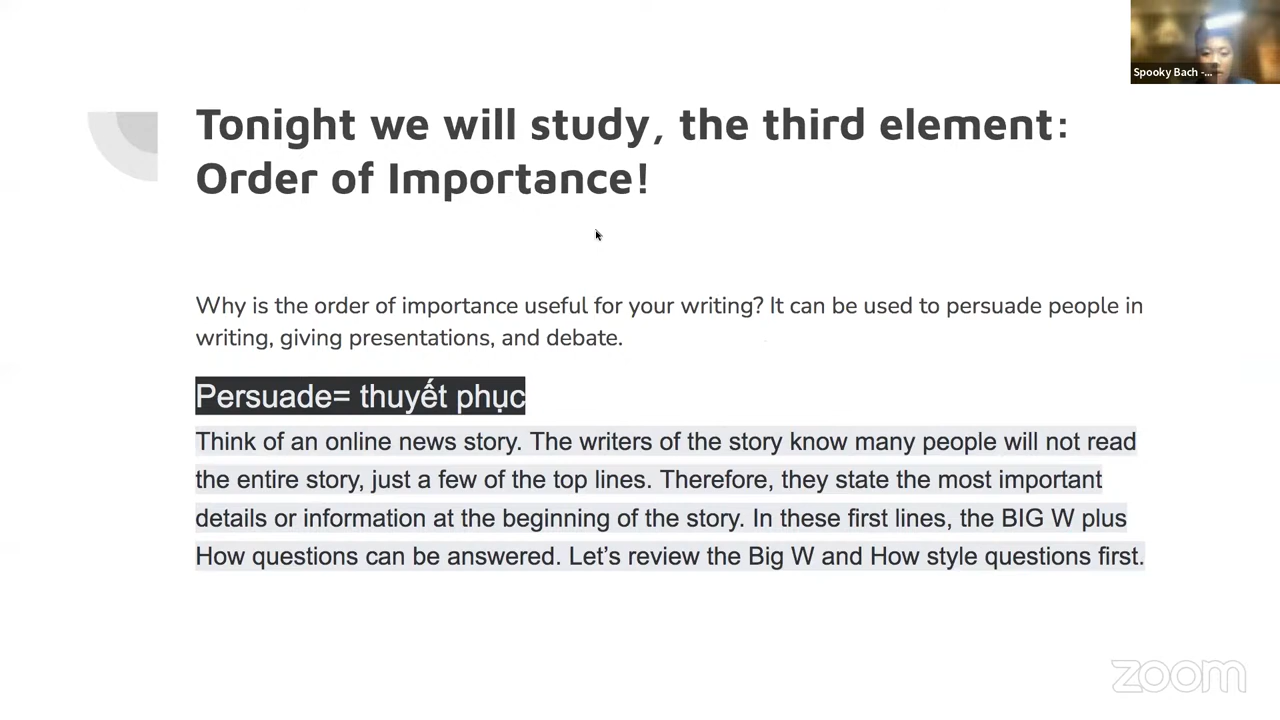 Spooky Bach -...
Tonight we will study, the third element:
Order of Importance!
Why is the order of importance useful for your writing? It can be used to persuade people in
writing, giving presentations, and debate.
Persuade= thuyết phục
Think of an online news story. The writers of the story know many people will not read
the entire story, just a few of the top lines. Therefore, they state the most important
details or information at the beginning of the story. In these first lines, the BIG W plus
How questions can be answered. Let’s review the Big W and How style questions first.
zoom